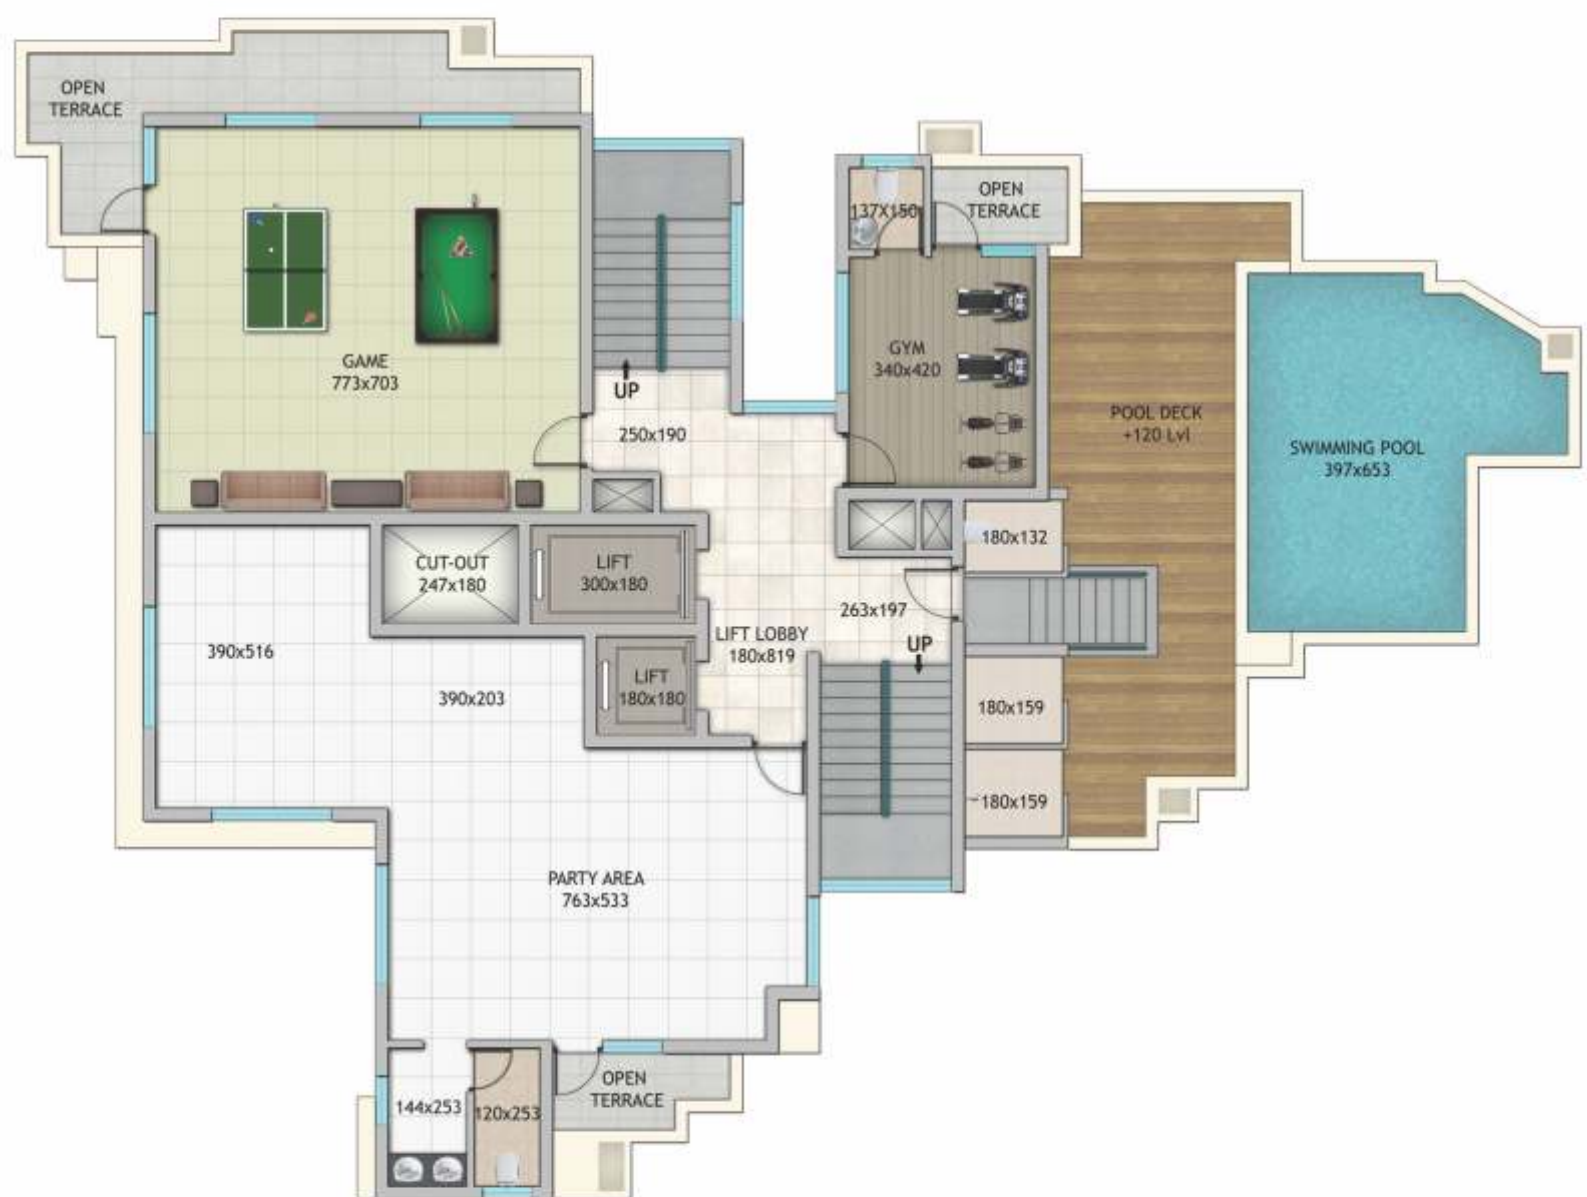 OPEN
TERRACE
137X150
OPEN
TERRACE
GAME
773x703
UP
250x190
GYM
340x420
POOL DECK
+120 Lvl
SWIMMING POOL
397x653
CUT-OUT
247x180
LIFT
300x180
180x132
263x197
LIFT LOBBY
180x819
UP
390x516
390x203
LIFT
180x180
180x159
180x159
PARTY AREA
763x533
OPEN
TERRACE
144x253
120x253